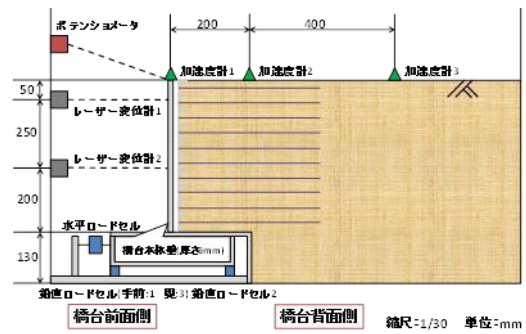 ポテンショメータ
200
400
加速度計1
加速度計2
加速度計3
50
レーザー変位計1
250
レーザー変位計2
200
水平ロードセル
橋台本体壁(厚さ6mm)
130
鉛直ロードセル(手前:1 奥:3)
鉛直ロードセル2
橋台前面側
橋台背面側
縮尺:1/30 単位:mm